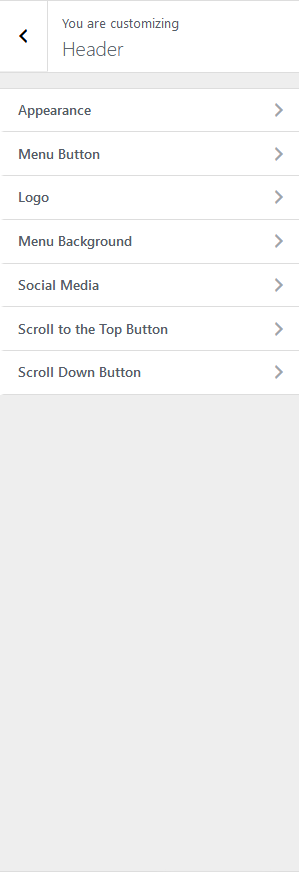 You are customizing
Header
Appearance
Menu Button
Logo
Menu Background
Social Media
Scroll to the Top Button
Scroll Down Button